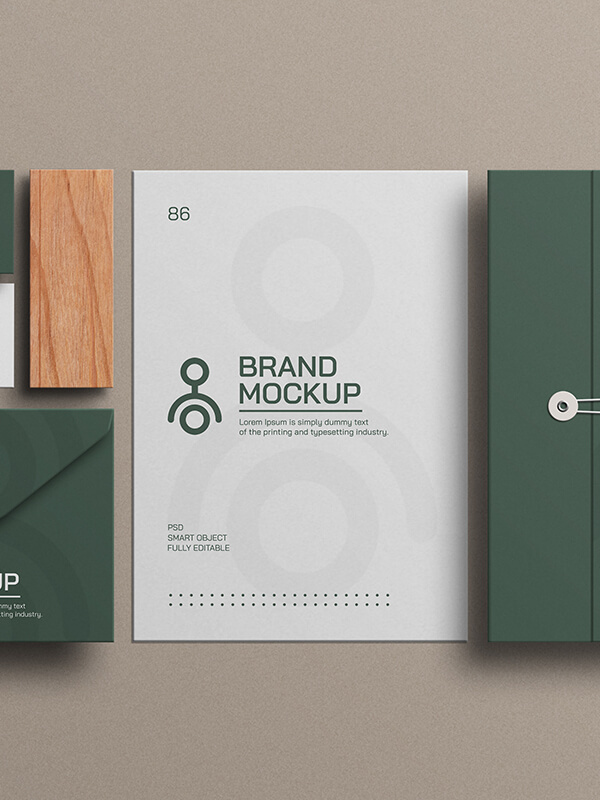 86
BRAND
MOCKUP
Lorem Ipsum is simply dummy text
of the printing and typesetting industry.
PSD
SMART OBJECT
FULLY EDITABLE
UP
mmy text
tting industry.